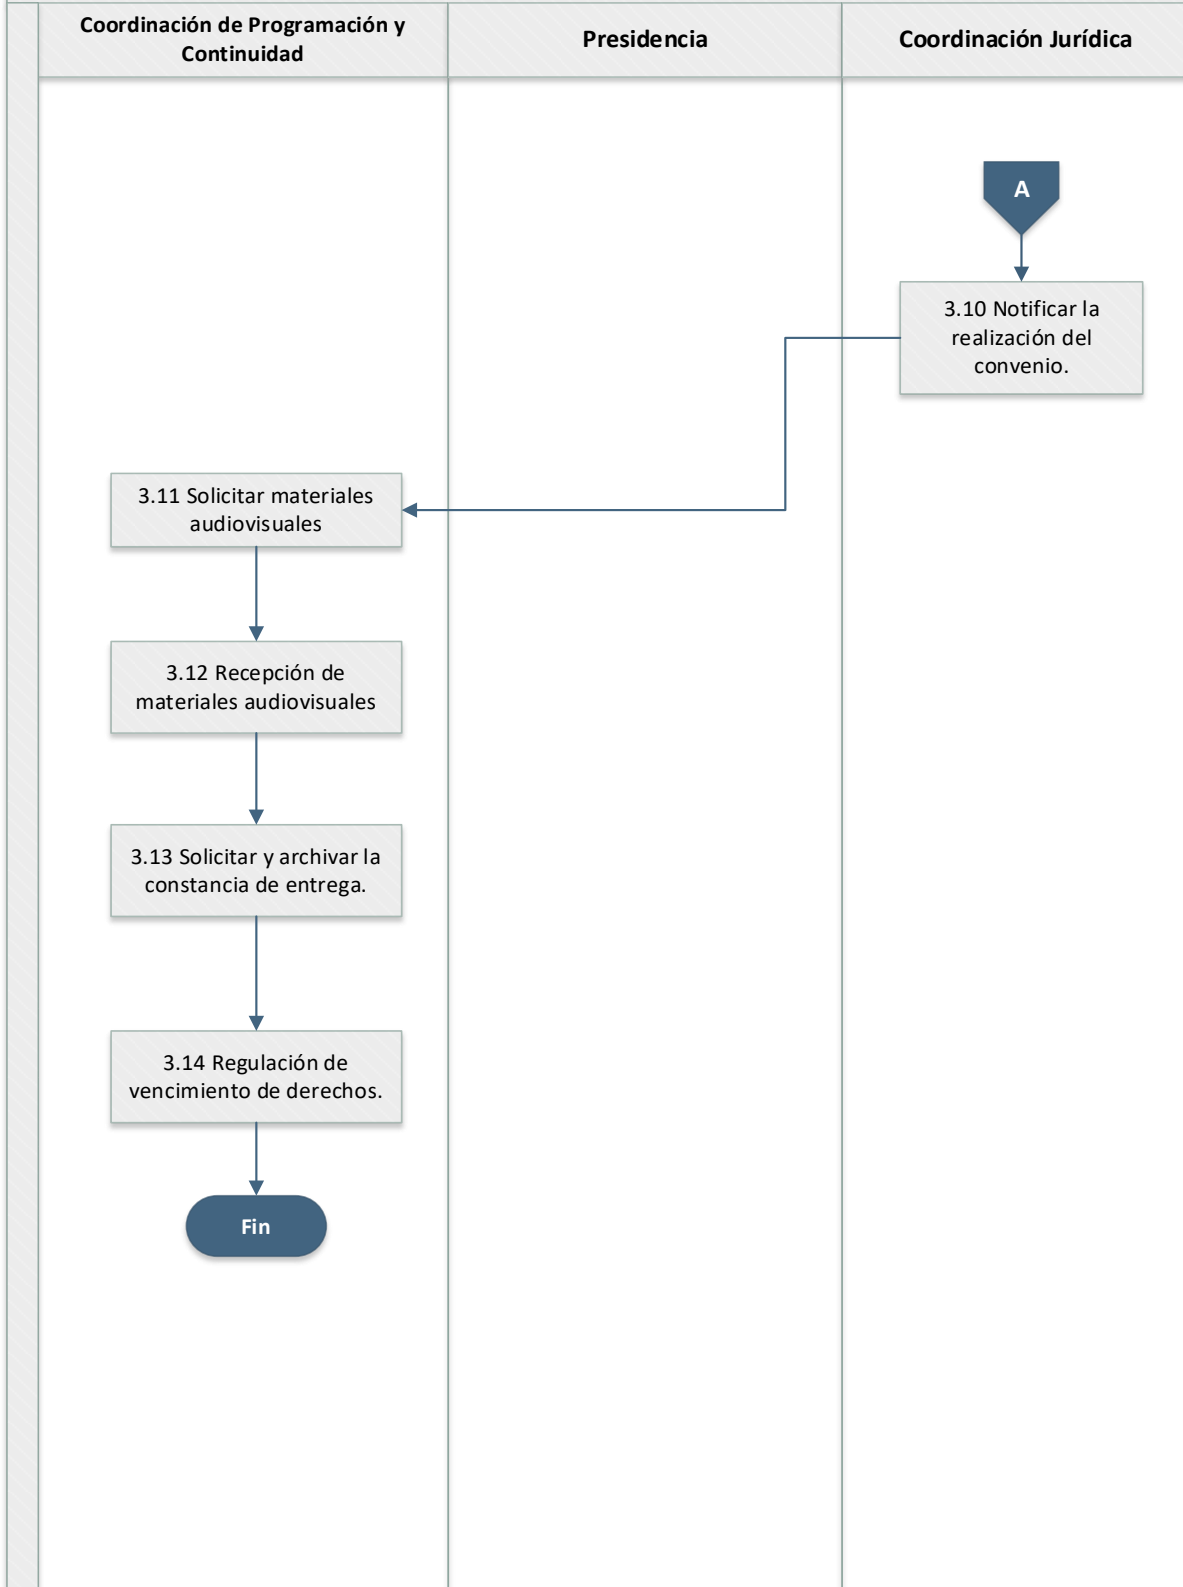 Coordinación de Programación y
Continuidad
Presidencia
Coordinación Jurídica
A
3.10 Notificar la
realización del
convenio.
3.11 Solicitar materiales
audiovisuales
3.12 Recepción de
materiales audiovisuales
3.13 Solicitar y archivar la
constancia de entrega.
3.14 Regulación de
vencimiento de derechos.
Fin